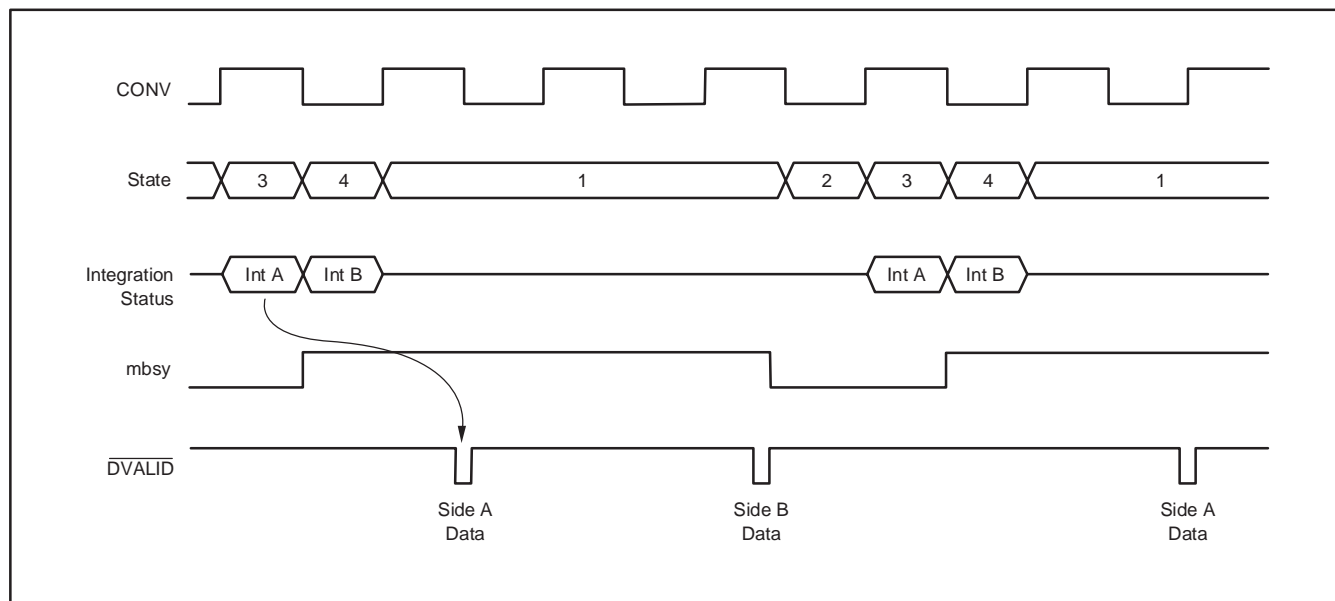 CONV
State
3 4 1 2 3 4 1
Integration
Status
Int A Int B Int A Int B
mbsy
DVALID
Side A
Data
Side B
Data
Side A
Data